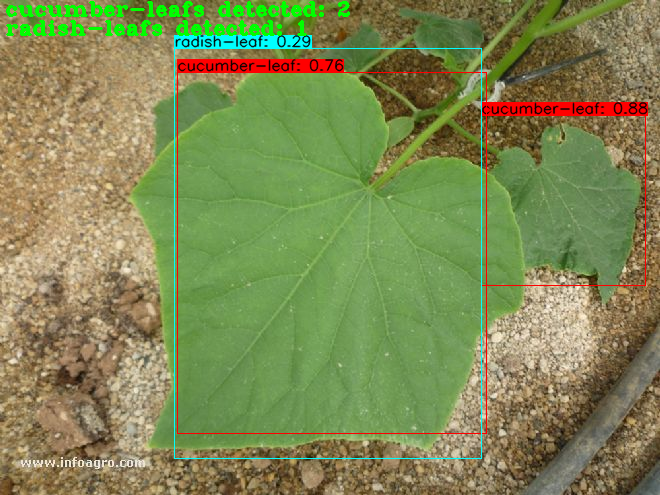 cucumber-leafs detected: 2
radish-leafs detected: 1
radish-leaf: 0.29
cucumber-leaf: 0.76
cucumber-leaf: 0.88
www.infoagro.com